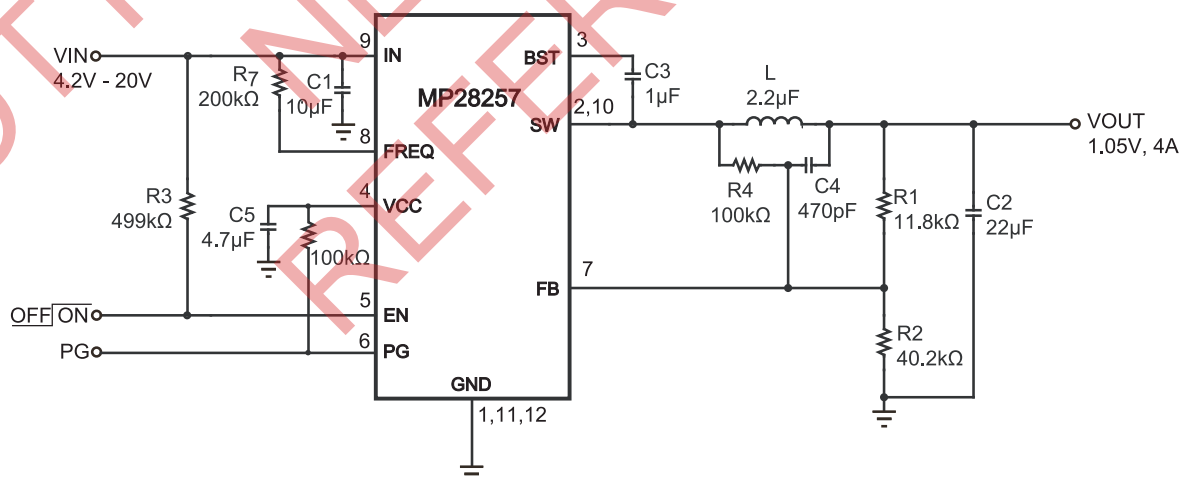 VIN
4.2V - 20V
R7
200kΩ
C1
10µF
9
IN
8
FREQ
MP28257
BST
3
C3
1µF
2,10
SW
L
2.2µF
VOUT
1.05V, 4A
R4
100kΩ
C4
470pF
R1
11.8kΩ
C2
22µF
R3
499kΩ
C5
4.7µF
100kΩ
4
VCC
7
FB
OFF ON
5
EN
PG
6
PG
R2
40.2kΩ
GND
1,11,12